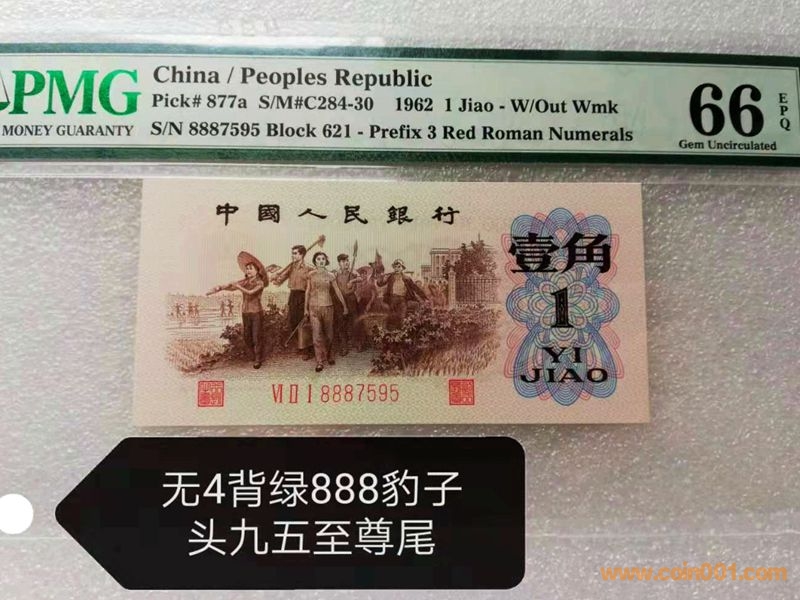 PMG
MONEY GUARANTY
China / Peoples Republic
Pick# 877a S/M#C284-30 1962 1 Jiao - W/Out Wmk
S/N 8887595 Block 621 - Prefix 3 Red Roman Numerals
66
EPQ
Gem Uncirculated
中國人民銀行
壹角
1
YI
JIAO
VI II I 8887595
无4背绿888豹子
头九五至尊尾
www.coin001.com